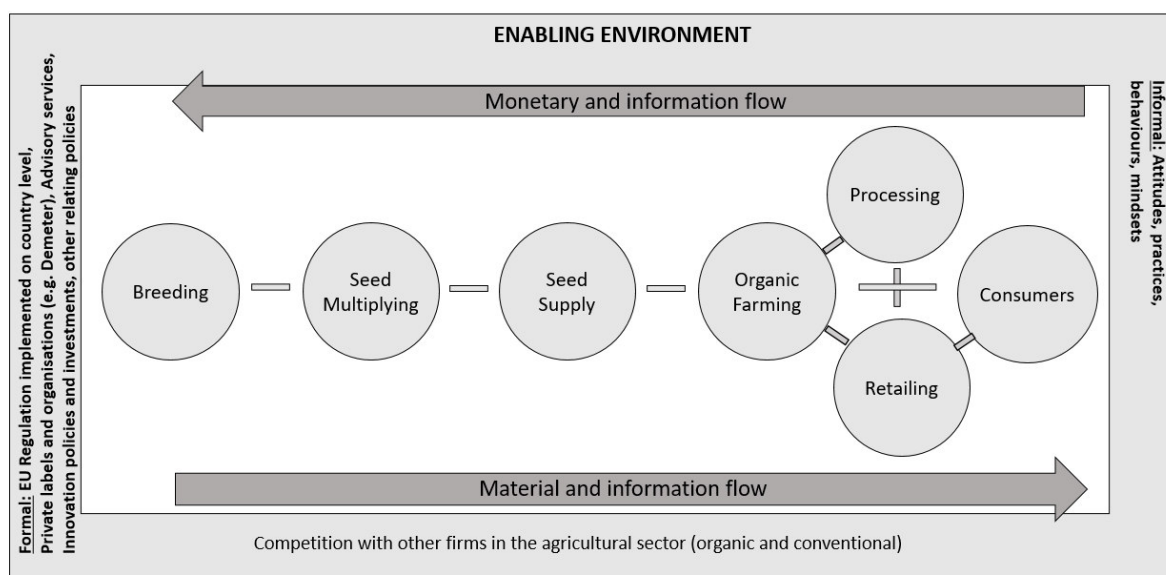 ENABLING ENVIRONMENT
Formal: EU Regulation implemented on country level,
Private labels and organisations (e.g. Demeter), Advisory services,
Innovation policies and investments, other relating policies
Monetary and information flow
Informal: Attitudes, practices,
behaviours, mindsets
Breeding
Seed
Multiplying
Seed
Supply
Organic
Farming
Processing
Retailing
Consumers
Material and information flow
Competition with other firms in the agricultural sector (organic and conventional)